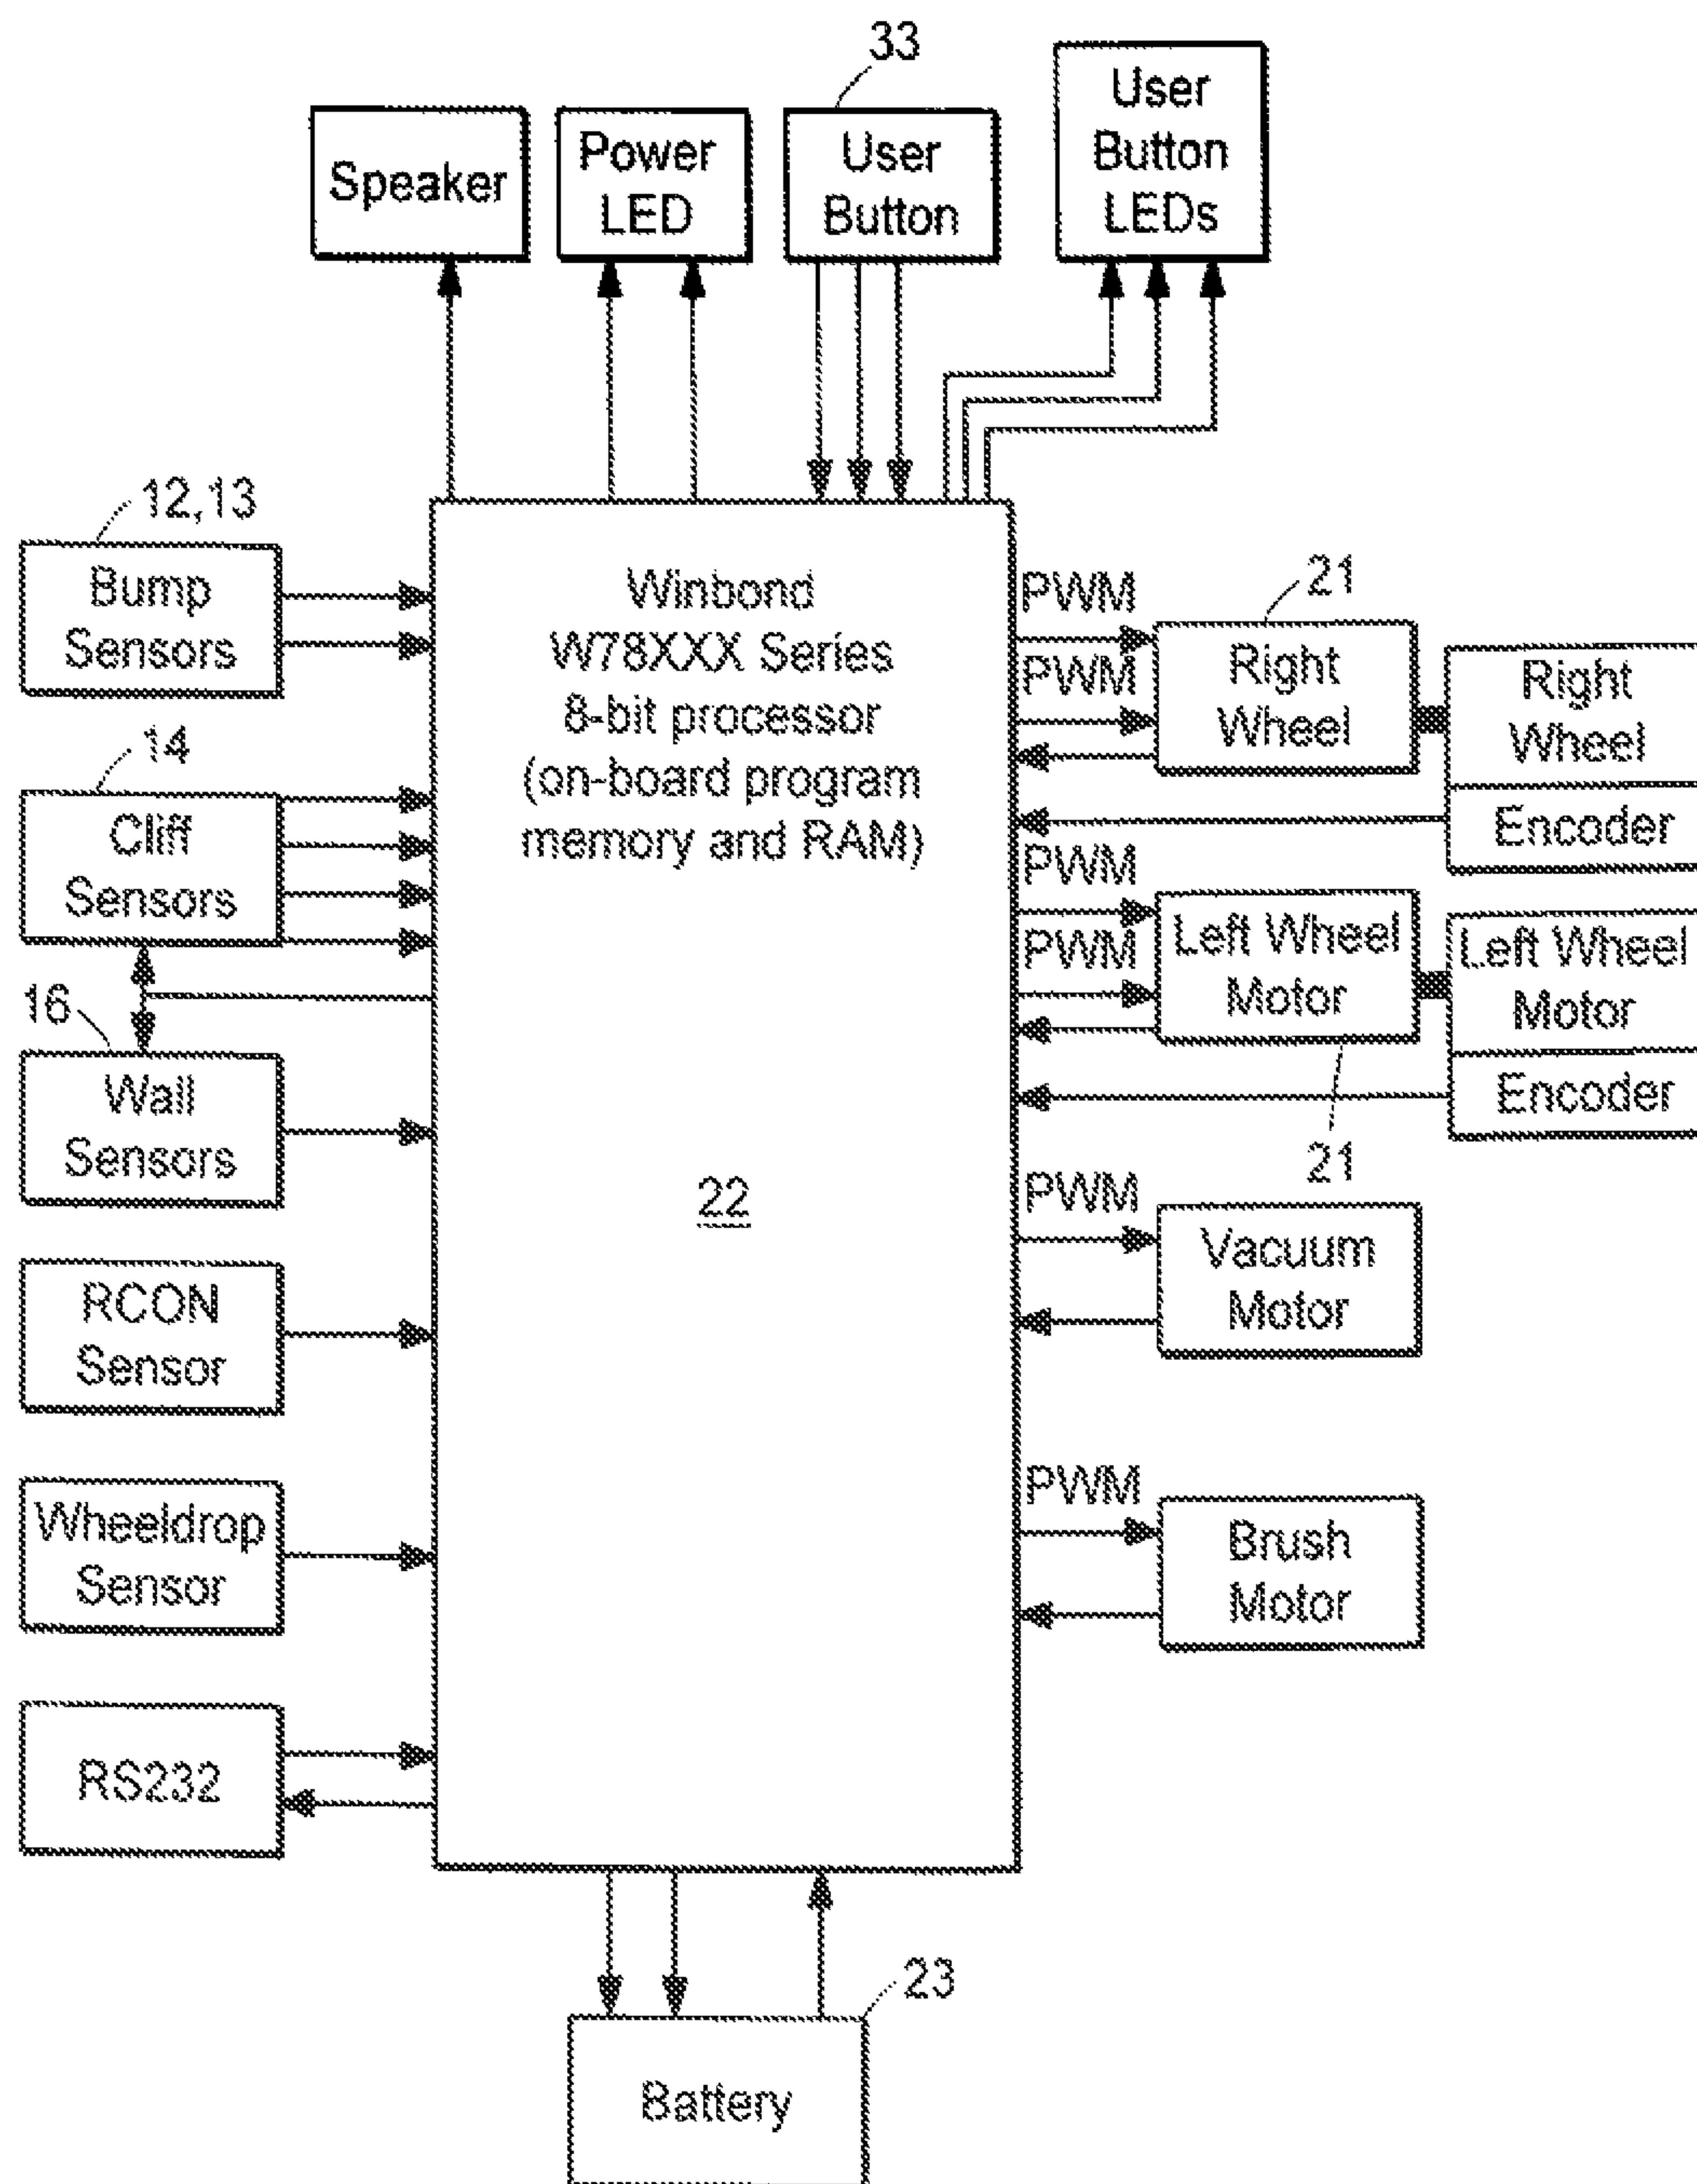 33
Speaker
Power
LED
User
Button
User
Button
LEDs
12,13
Bump
Sensors
14
Cliff
Sensors
16
Wall
Sensors
RCON
Sensor
Wheeldrop
Sensor
RS232
Winbond
W78XXX Series
8-bit processor
(on-board program
memory and RAM)
22
PWM
PWM
21
Right
Wheel
Right
Wheel
Encoder
PWM
PWM
Left Wheel
Motor
21
Left Wheel
Motor
Encoder
PWM
Vacuum
Motor
PWM
Brush
Motor
23
Battery